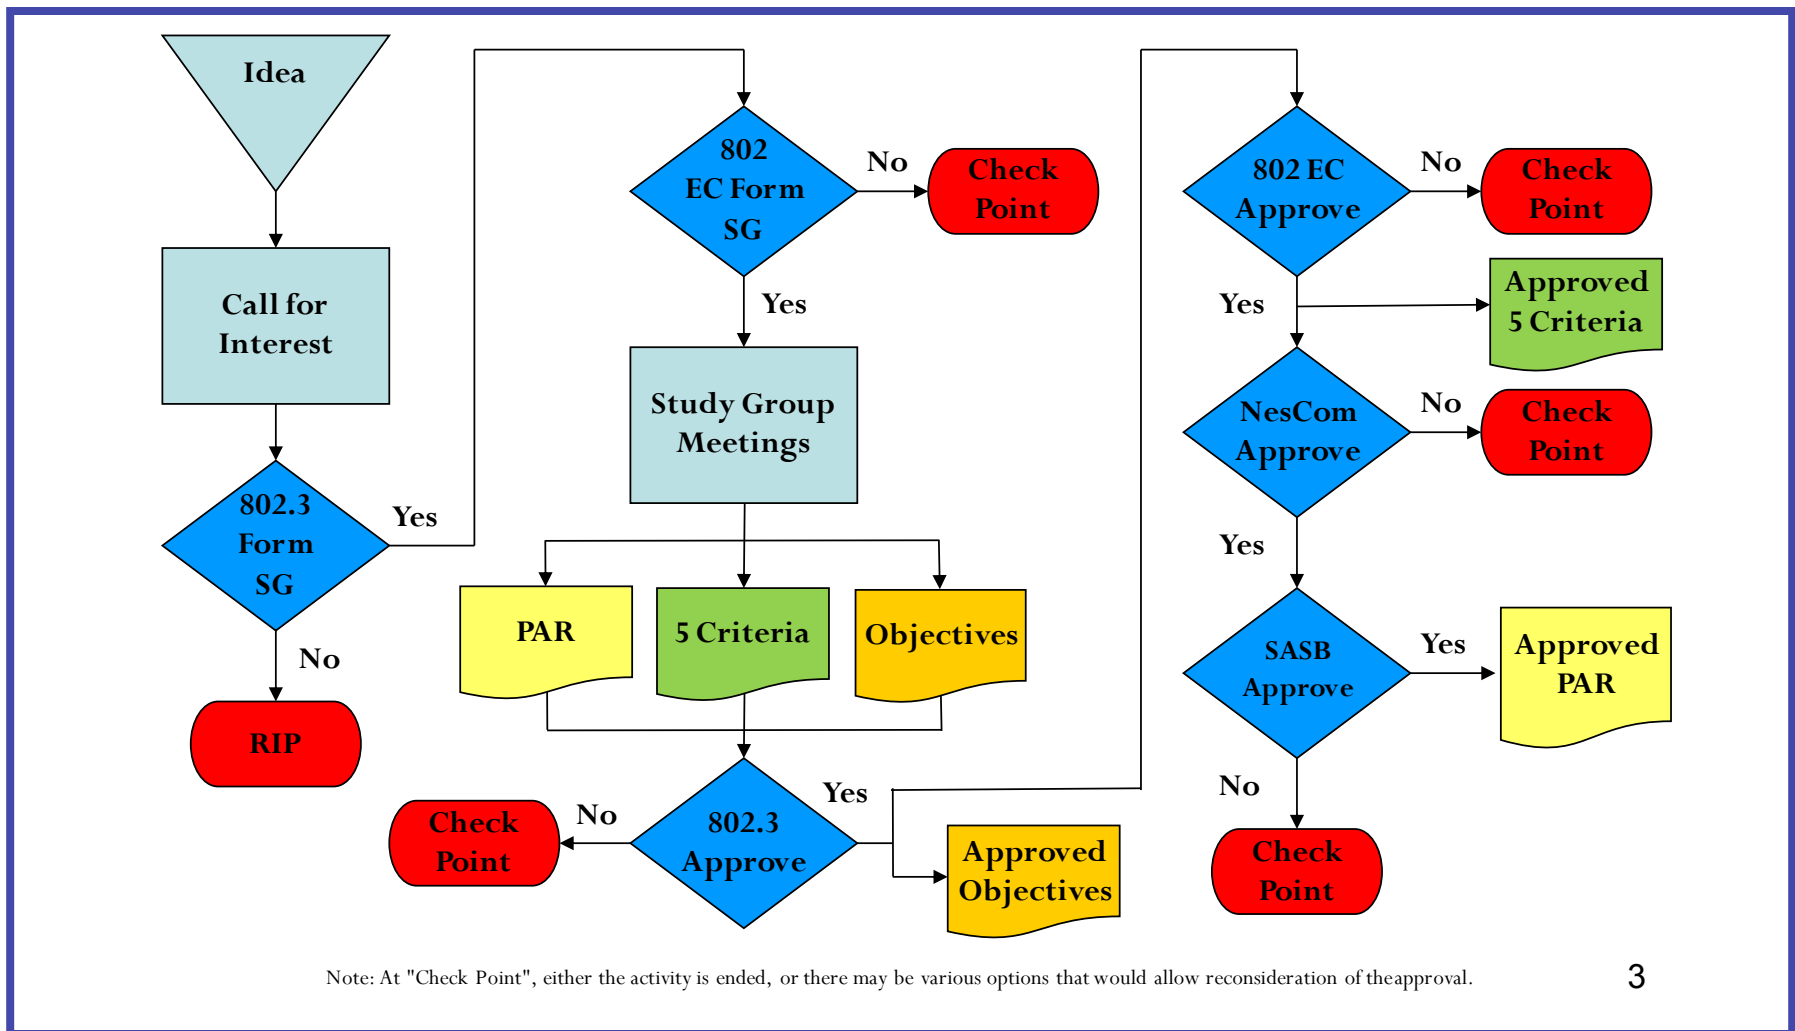 Idea
Call for
Interest
802.3
Form
SG
Yes
No
RIP
802
EC Form
SG
No
Check
Point
Yes
Study Group
Meetings
PAR
5 Criteria
Objectives
802.3
Approve
No
Check
Point
Yes
Approved
Objectives
802 EC
Approve
No
Check
Point
Yes
Approved
5 Criteria
NesCom
Approve
No
Check
Point
Yes
SASB
Approve
Yes
Approved
PAR
No
Check
Point
Note: At "Check Point", either the activity is ended, or there may be various options that would allow reconsideration of theapproval.
3